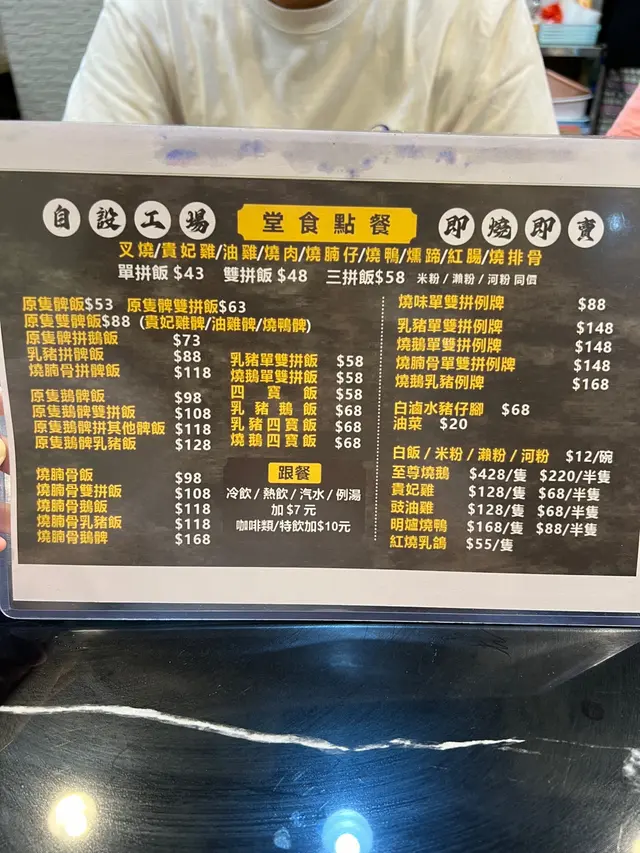 自設工場 堂食點餐 即燒即賣
叉燒/貴妃雞/油雞/燒肉/燒腩仔/燒鴨/燻蹄/紅腸/燒排骨
單拼飯 $43 雙拼飯 $48 三拼飯$58 米粉 / 瀨粉 / 河粉 同價
原隻髀飯$53 原隻髀雙拼飯$63
原隻雙髀飯$88 (貴妃雞髀/油雞髀/燒鴨髀)
原隻髀拼鵝飯 $73
乳豬拼髀飯 $88
燒腩骨拼髀飯 $118
原隻鵝髀飯 $98
原隻鵝髀雙拼飯 $108
原隻鵝髀拼其他髀飯 $118
原隻鵝髀乳豬飯 $128
燒腩骨飯 $98
燒腩骨雙拼飯 $108
燒腩骨鵝飯 $118
燒腩骨乳豬飯 $118
燒腩骨鵝髀 $168
乳豬單雙拼飯 $58
燒鵝單雙拼飯 $58
四寶飯 $58
乳豬鵝飯 $68
乳豬四寶飯 $68
燒鵝四寶飯 $68
跟餐
冷飲 / 熱飲 / 汽水 / 例湯
加 $7 元
咖啡類/特飲加$10元
燒味單雙拼例牌 $88
乳豬單雙拼例牌 $148
燒鵝單雙拼例牌 $148
燒腩骨單雙拼例牌 $148
燒鵝乳豬例牌 $168
白滷水豬仔腳 $68
油菜 $20
白飯 / 米粉 / 瀨粉 / 河粉 $12/碗
至尊燒鵝 $428/隻 $220/半隻
貴妃雞 $128/隻 $68/半隻
豉油雞 $128/隻 $68/半隻
明爐燒鴨 $168/隻 $88/半隻
紅燒乳鴿 $55/隻